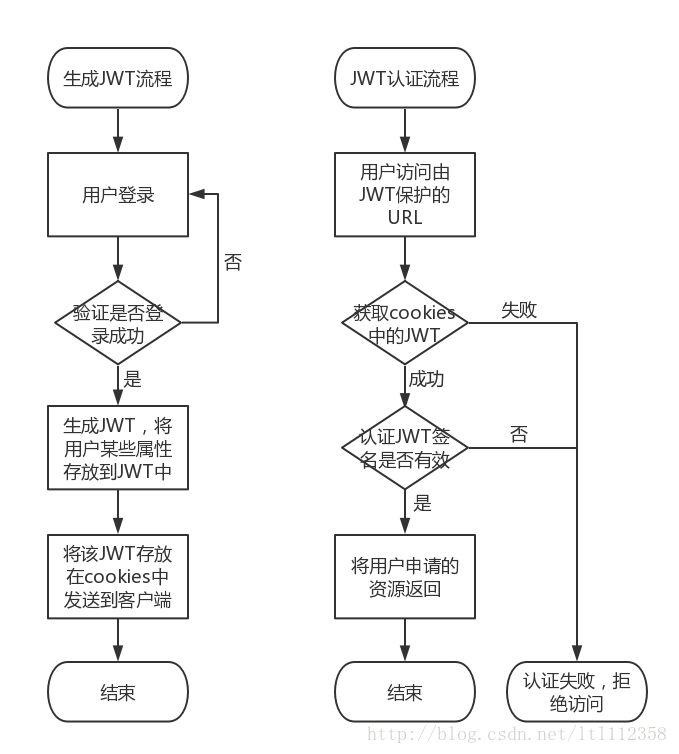 生成JWT流程
用户登录
否
验证是否登
录成功
是
生成JWT，将
用户某些属性
存放到JWT中
将该JWT存放
在cookies中
发送到客户端
结束
JWT认证流程
用户访问由
JWT保护的
URL
获取cookies
中的JWT
失败
成功
认证JWT签
名是否有效
否
是
将用户申请的
资源返回
结束
认证失败，拒
绝访问
http://blog.csdn.net/ltl112358